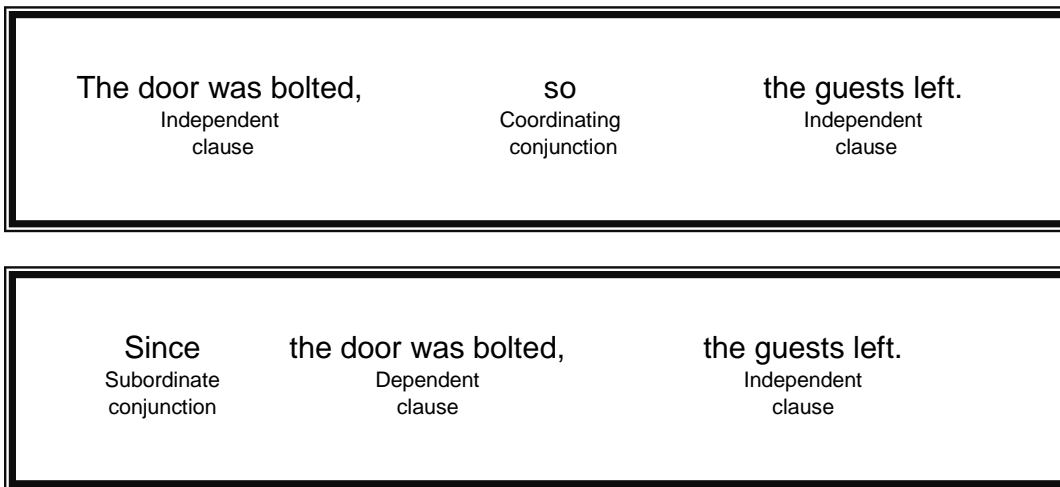 The door was bolted, so the guests left.
Independent Coordinating Independent
clause conjunction clause
Since the door was bolted, the guests left.
Subordinate Dependent Independent
conjunction clause clause